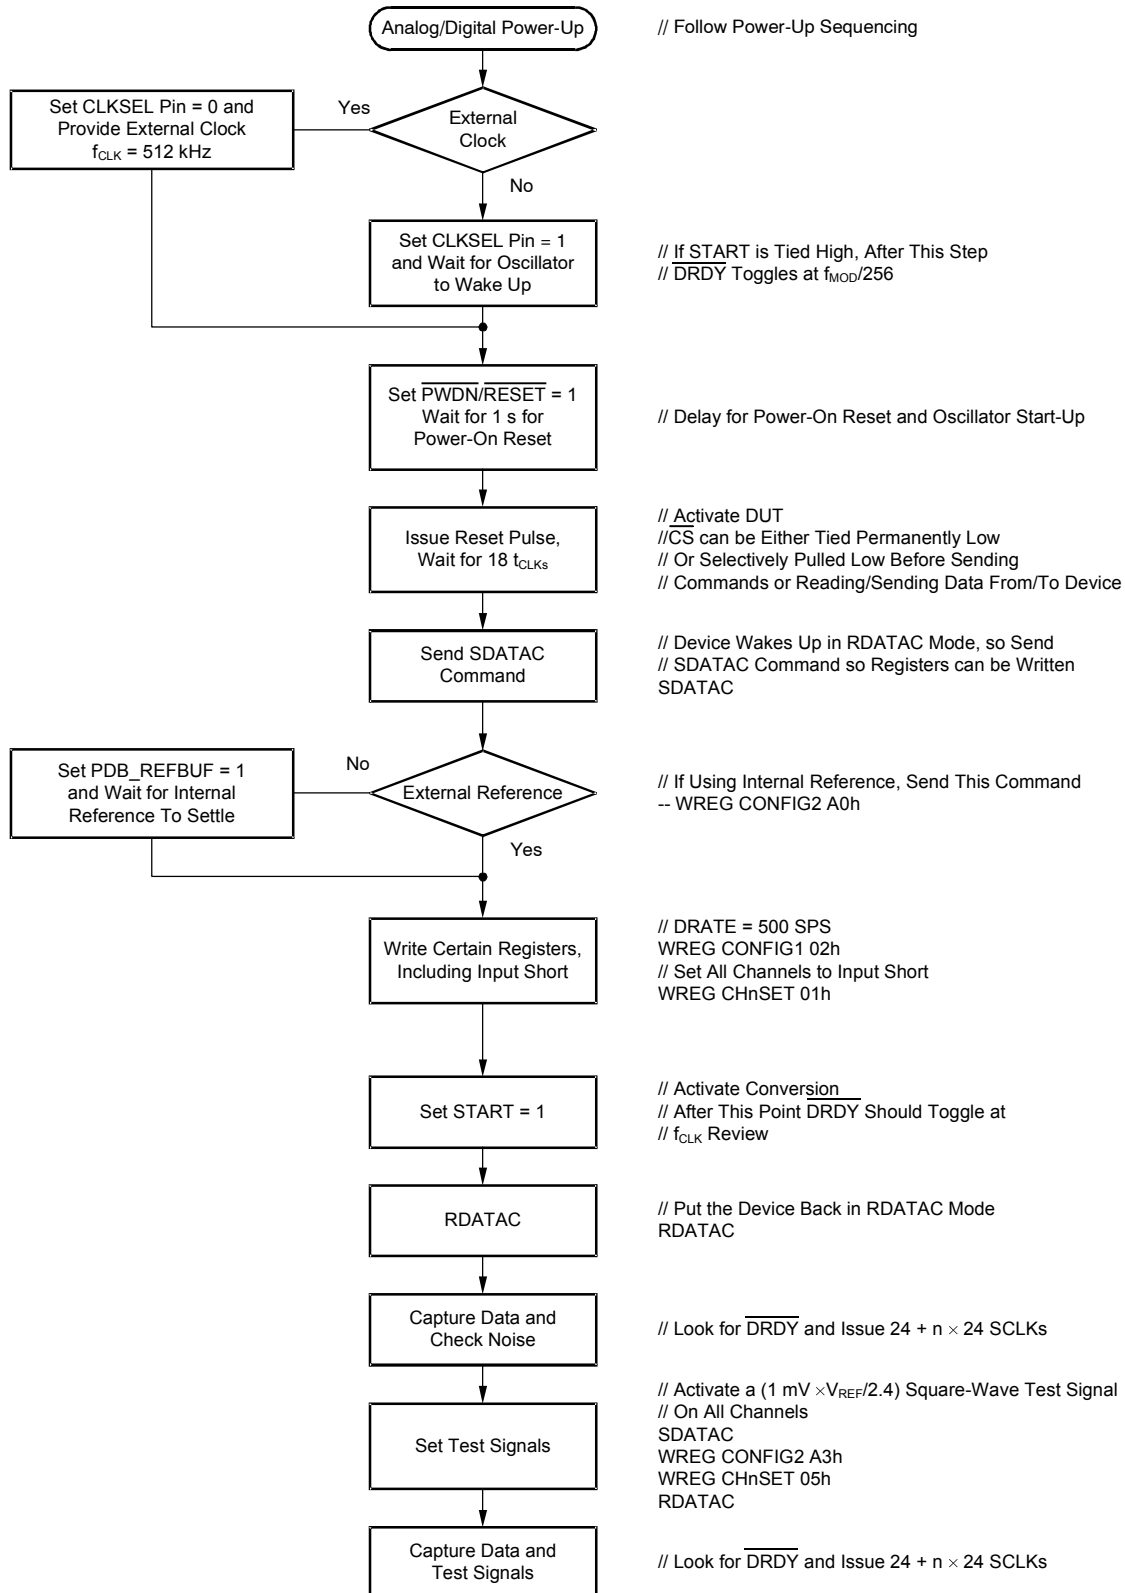 Analog/Digital Power-Up
// Follow Power-Up Sequencing
Set CLKSEL Pin = 0 and
Provide External Clock
fCLK = 512 kHz
Yes
External
Clock
No
Set CLKSEL Pin = 1
and Wait for Oscillator
to Wake Up
// If START is Tied High, After This Step
// DRDY Toggles at fMOD/256
Set PWDN/RESET = 1
Wait for 1 s for
Power-On Reset
// Delay for Power-On Reset and Oscillator Start-Up
Issue Reset Pulse,
Wait for 18 tCLKs
// Activate DUT
//CS can be Either Tied Permanently Low
// Or Selectively Pulled Low Before Sending
// Commands or Reading/Sending Data From/To Device
Send SDATAC
Command
// Device Wakes Up in RDATAC Mode, so Send
// SDATAC Command so Registers can be Written
SDATAC
Set PDB_REFBUF = 1
and Wait for Internal
Reference To Settle
No
External Reference
Yes
// If Using Internal Reference, Send This Command
-- WREG CONFIG2 A0h
Write Certain Registers,
Including Input Short
// DRATE = 500 SPS
WREG CONFIG1 02h
// Set All Channels to Input Short
WREG CHnSET 01h
Set START = 1
// Activate Conversion
// After This Point DRDY Should Toggle at
// fCLK Review
RDATAC
// Put the Device Back in RDATAC Mode
RDATAC
Capture Data and
Check Noise
// Look for DRDY and Issue 24 + n × 24 SCLKs
Set Test Signals
// Activate a (1 mV ×VREF/2.4) Square-Wave Test Signal
// On All Channels
SDATAC
WREG CONFIG2 A3h
WREG CHnSET 05h
RDATAC
Capture Data and
Test Signals
// Look for DRDY and Issue 24 + n × 24 SCLKs